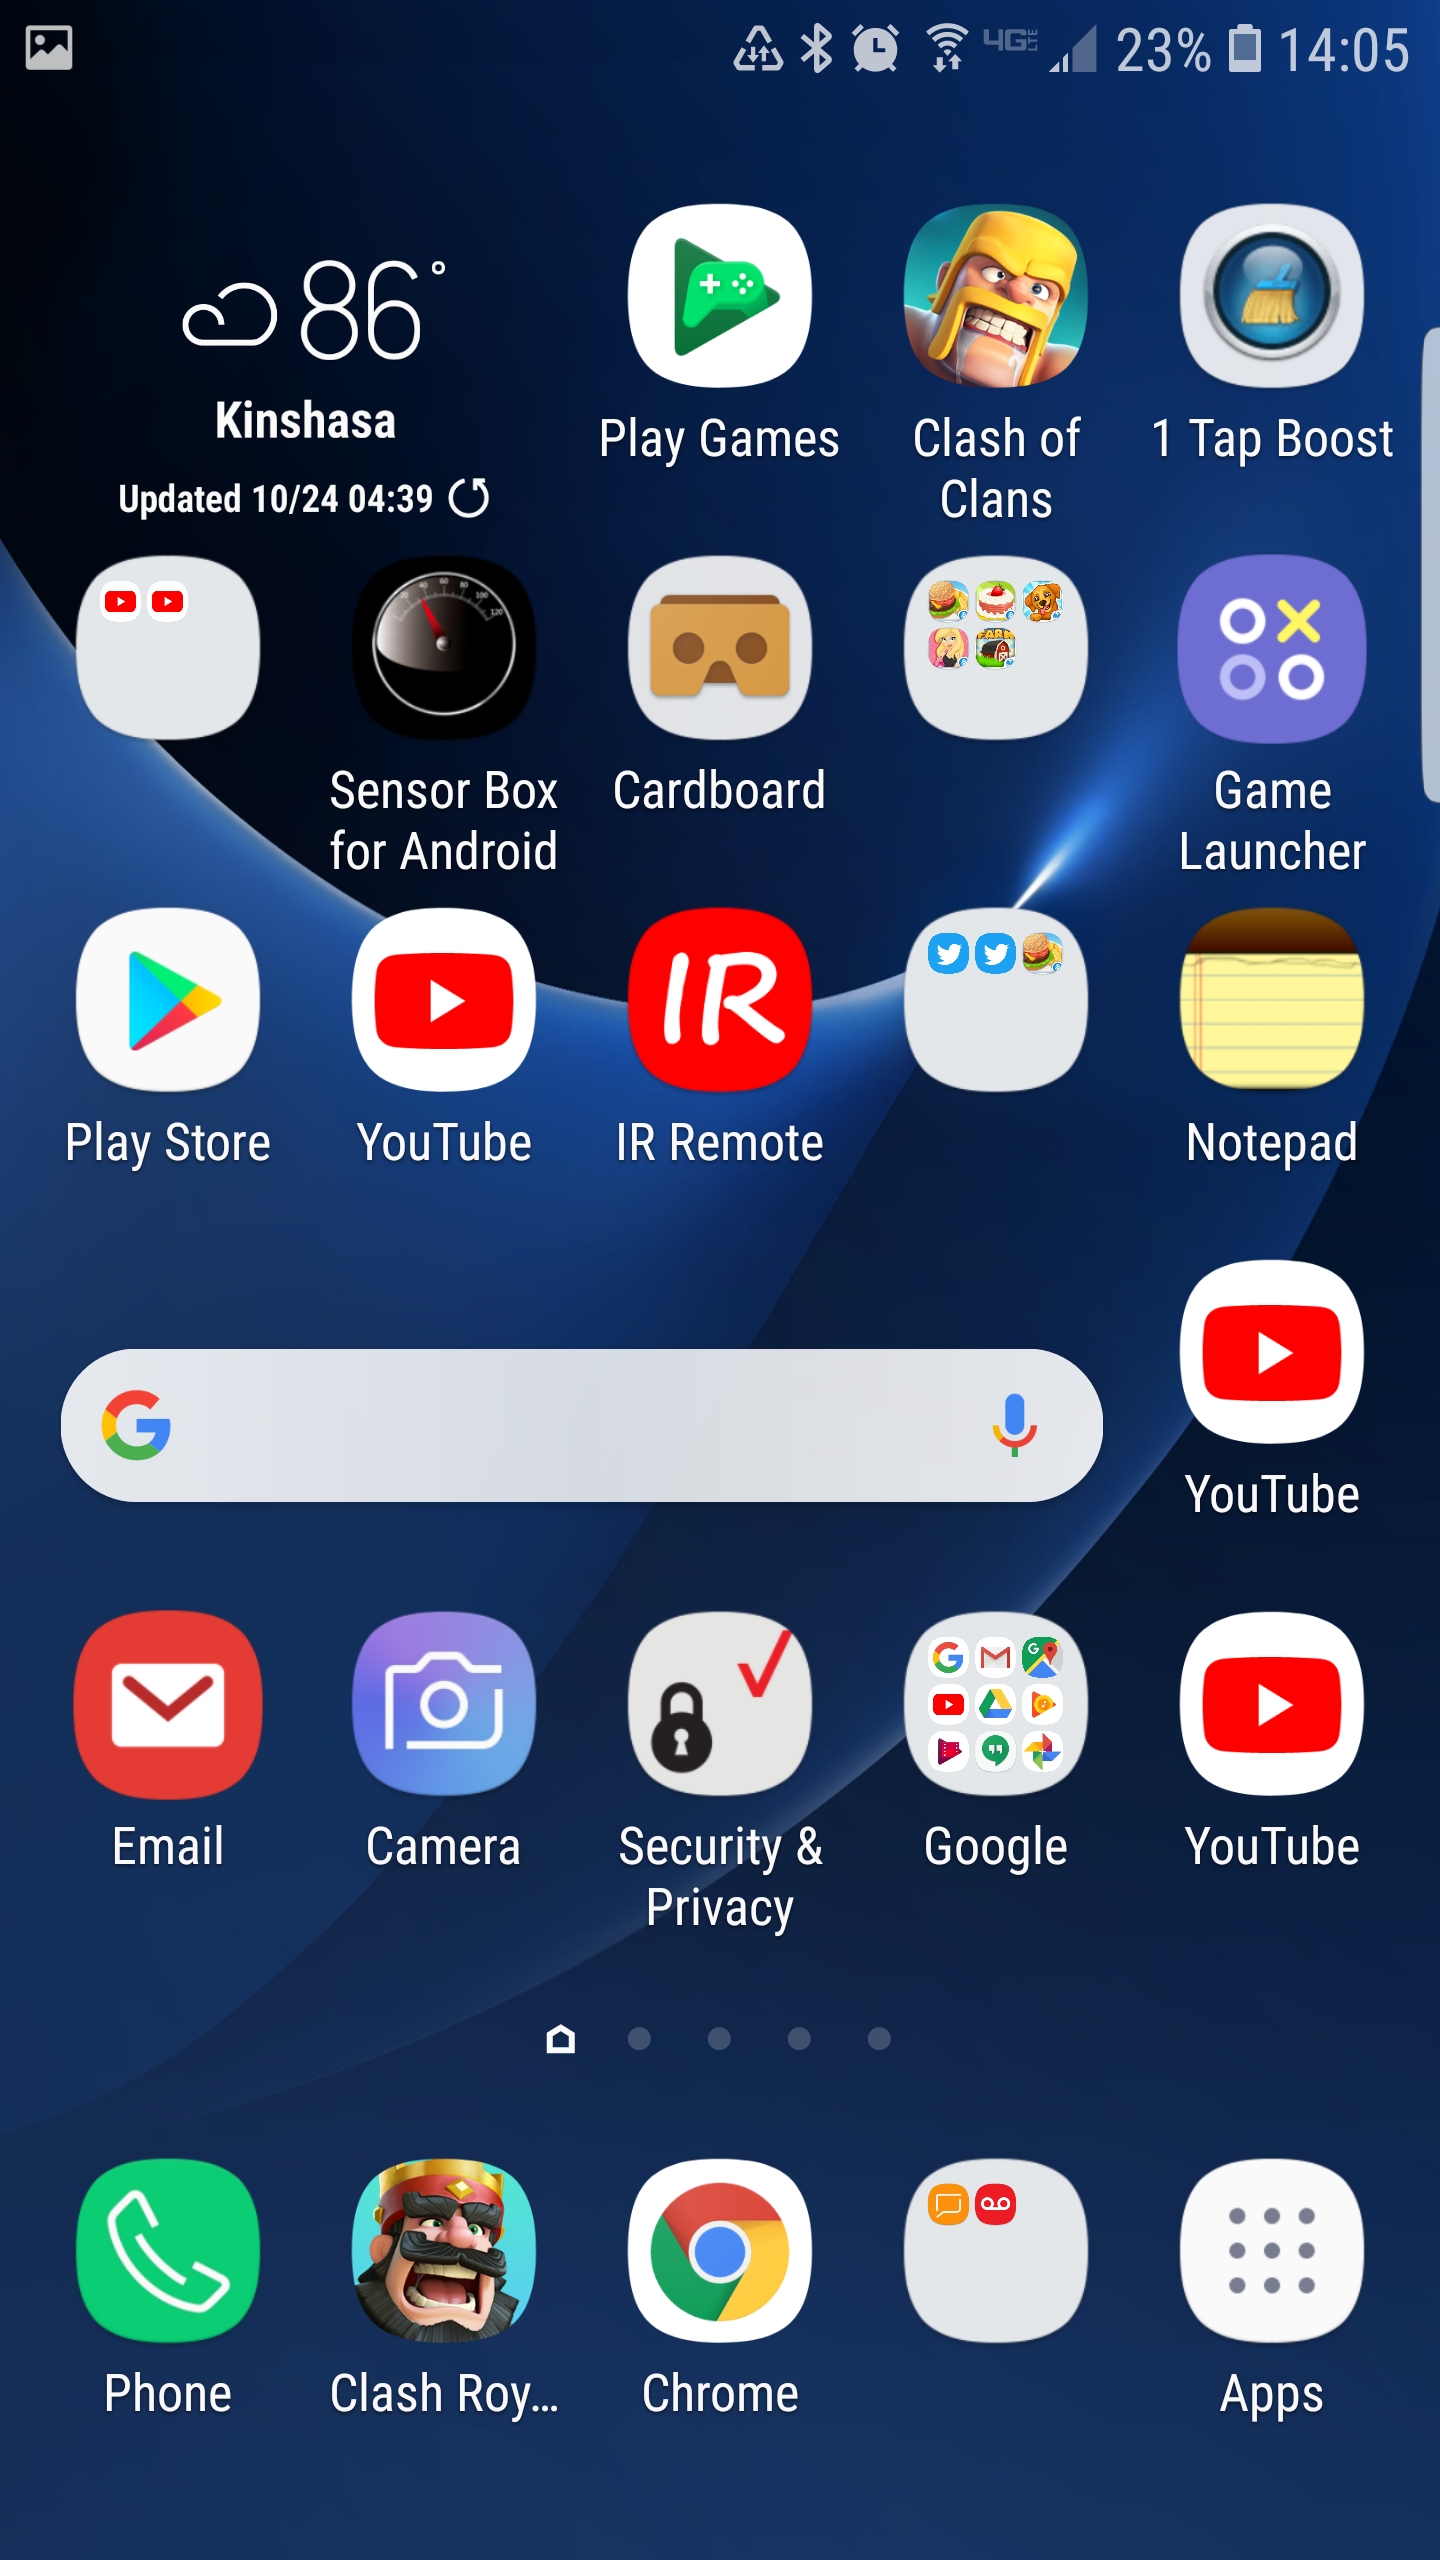 4G LTE 23% 14:05
86°
Kinshasa
Updated 10/24 04:39
Play Games
Clash of
Clans
1 Tap Boost
Sensor Box
for Android
Cardboard
Game
Launcher
IR
Play Store
YouTube
IR Remote
Notepad
YouTube
Email
Camera
Security &
Privacy
Google
YouTube
Phone
Clash Roy...
Chrome
Apps